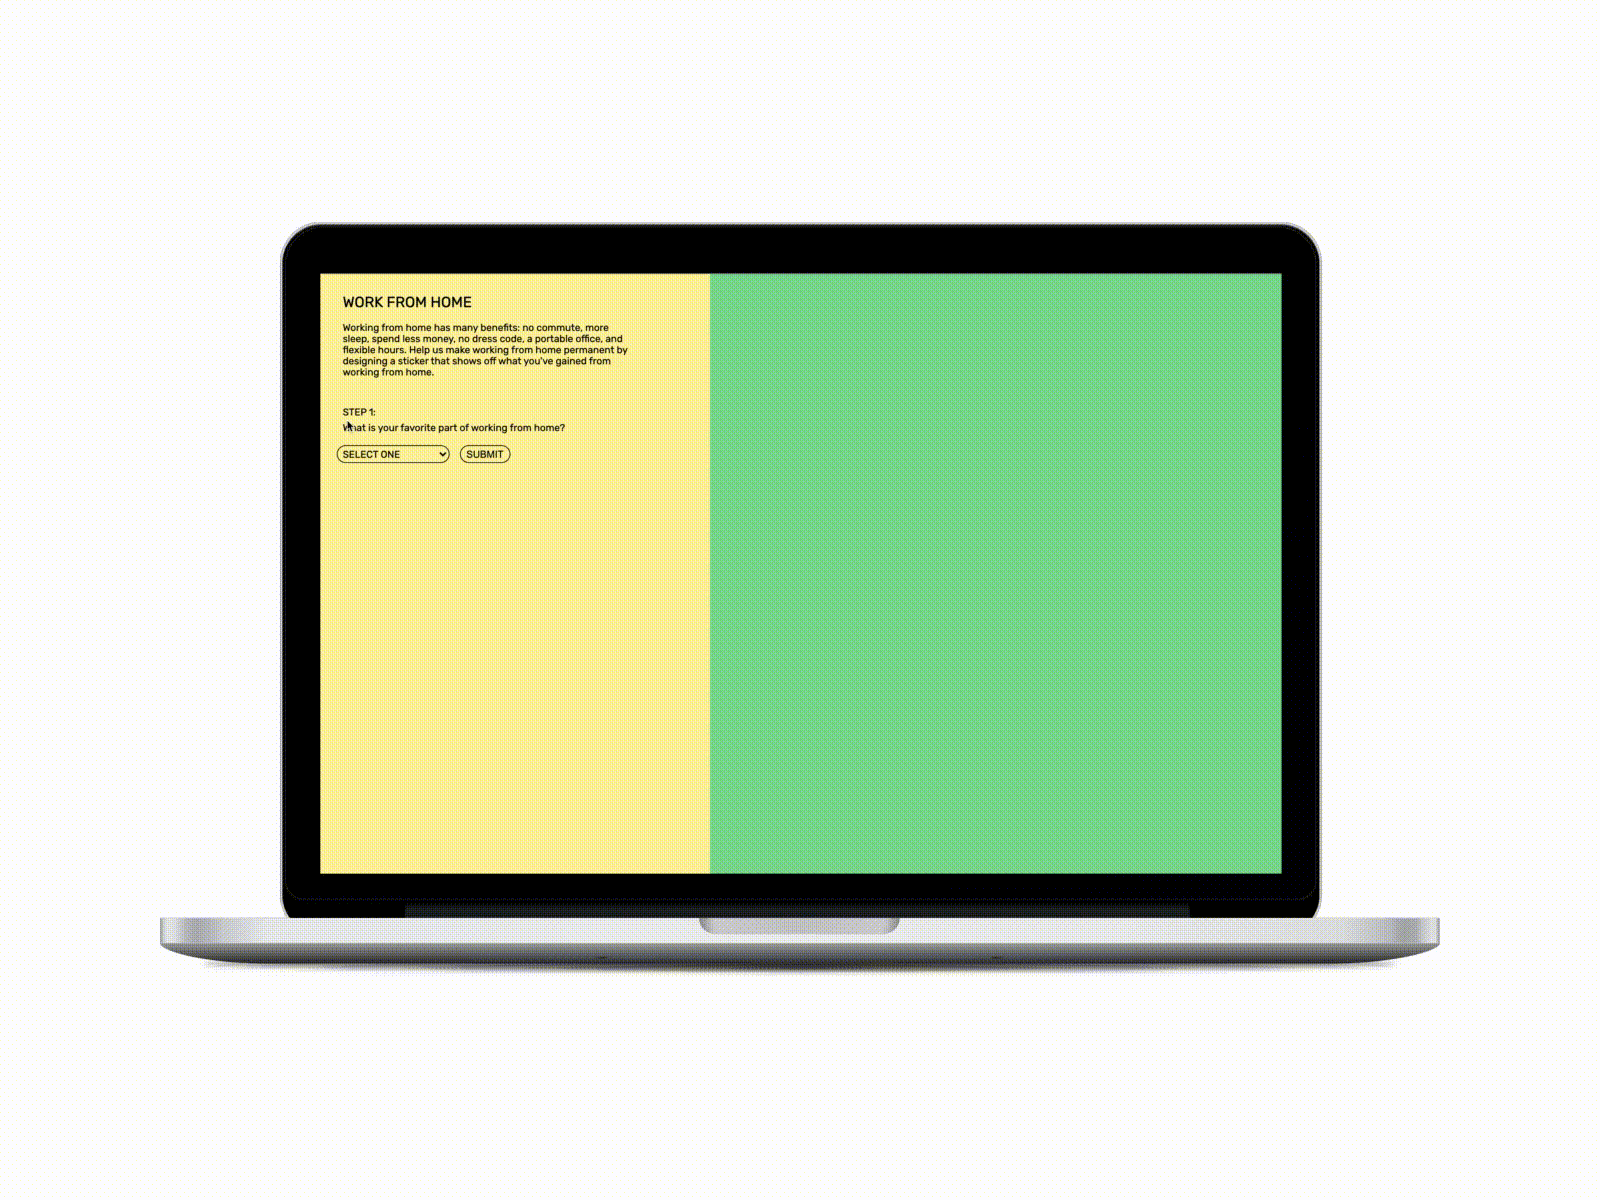 WORK FROM HOME
Working from home has many benefits: no commute, more
sleep, spend less money, no dress code, a portable office, and
flexible hours. Help us make working from home permanent by
designing a sticker that shows off what you've gained from
working from home.
STEP 1:
What is your favorite part of working from home?
SELECT ONE
SUBMIT